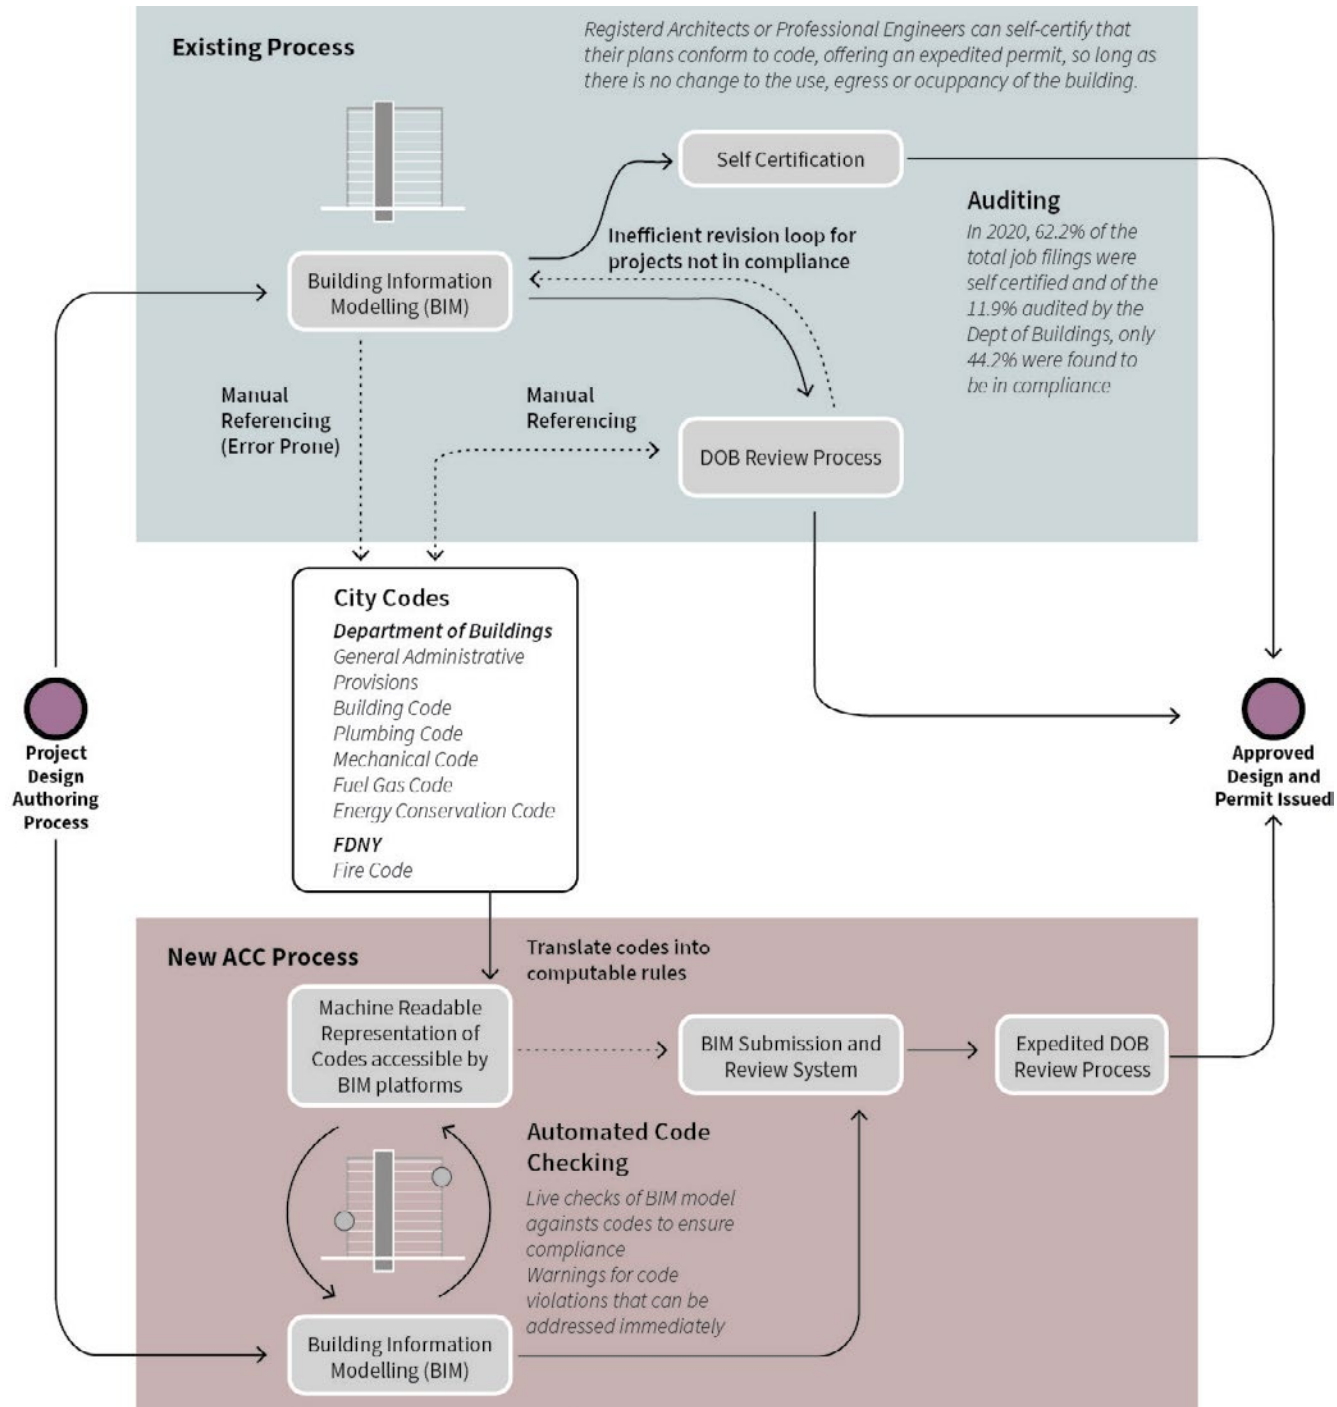 Existing Process
Registerd Architects or Professional Engineers can self-certify that
their plans conform to code, offering an expedited permit, so long as
there is no change to the use, egress or ocuppancy of the building.
Self Certification
Auditing
In 2020, 62.2% of the
total job filings were
self certified and of the
11.9% audited by the
Dept of Buildings, only
44.2% were found to
be in compliance
Inefficient revision loop for
projects not in compliance
Building Information
Modelling (BIM)
Manual
Referencing
(Error Prone)
Manual
Referencing
DOB Review Process
City Codes
Department of Buildings
General Administrative
Provisions
Building Code
Plumbing Code
Mechanical Code
Fuel Gas Code
Energy Conservation Code
FDNY
Fire Code
Project
Design
Authoring
Process
Approved
Design and
Permit Issued
New ACC Process
Translate codes into
computable rules
Machine Readable
Representation of
Codes accessible by
BIM platforms
BIM Submission and
Review System
Expedited DOB
Review Process
Automated Code
Checking
Live checks of BIM model
againsts codes to ensure
compliance
Warnings for code
violations that can be
addressed immediately
Building Information
Modelling (BIM)